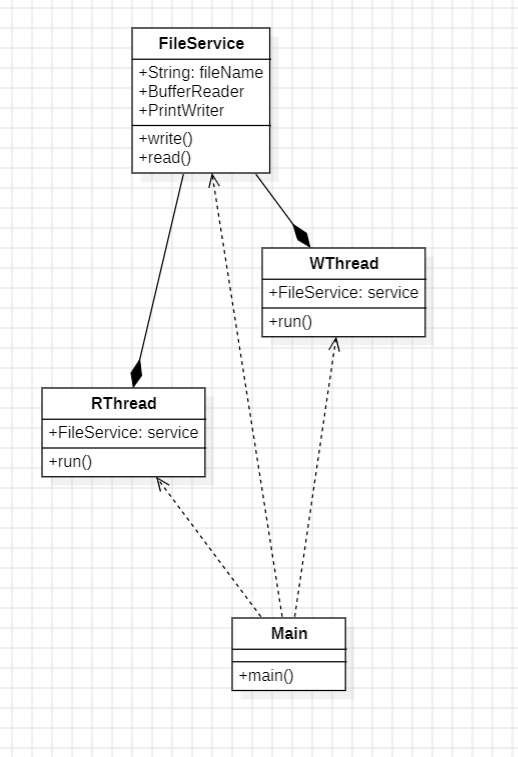 FileService
+String: fileName
+BufferReader
+PrintWriter
+write()
+read()
WThread
+FileService: service
+run()
RThread
+FileService: service
+run()
Main
+main()